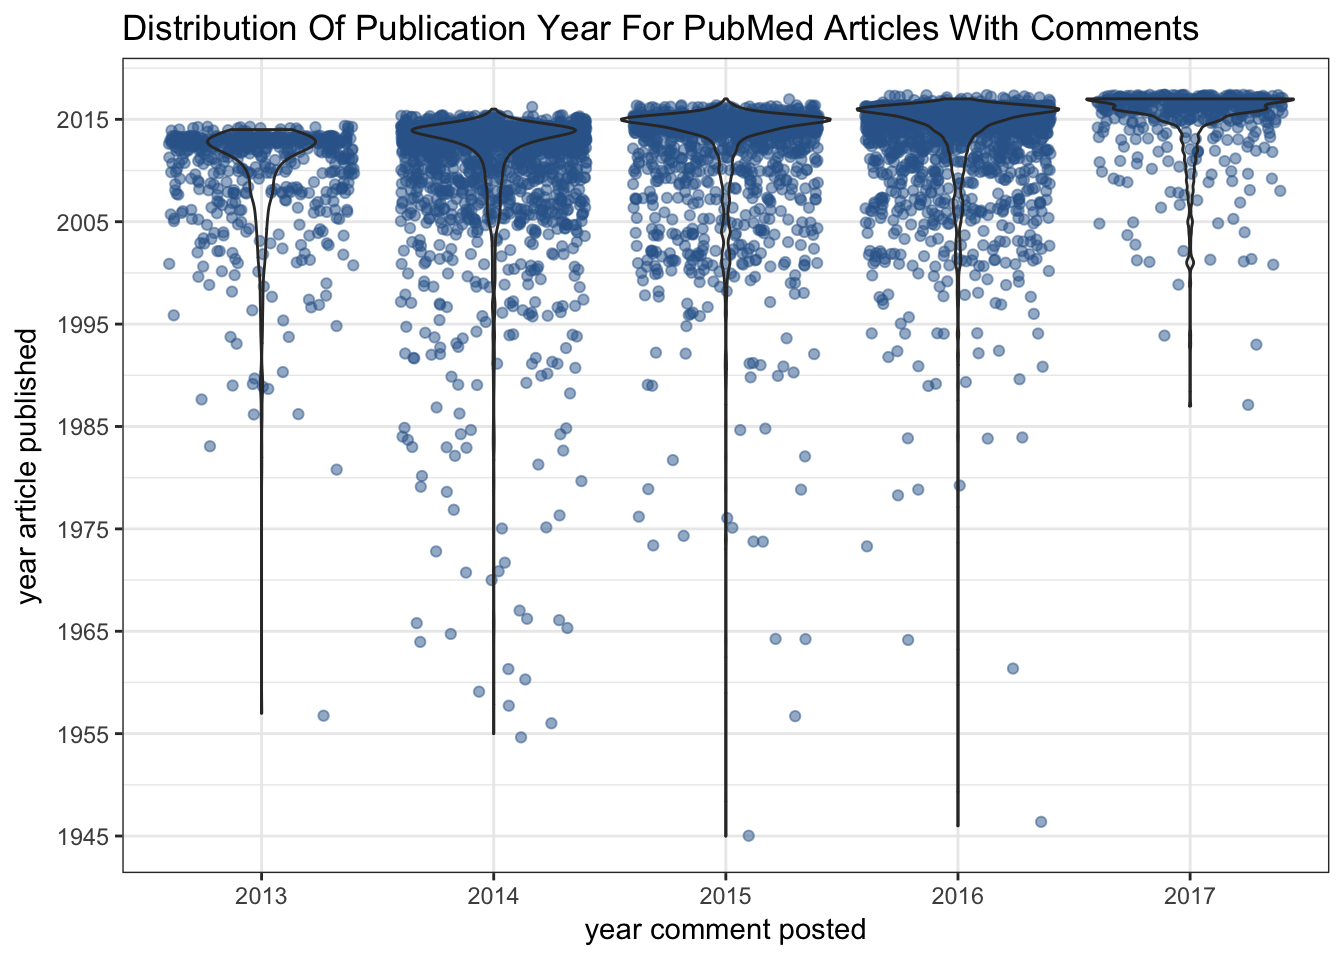 Distribution Of Publication Year For PubMed Articles With Comments
year article published
2015
2005
1995
1985
1975
1965
1955
1945
2013 2014 2015 2016 2017
year comment posted